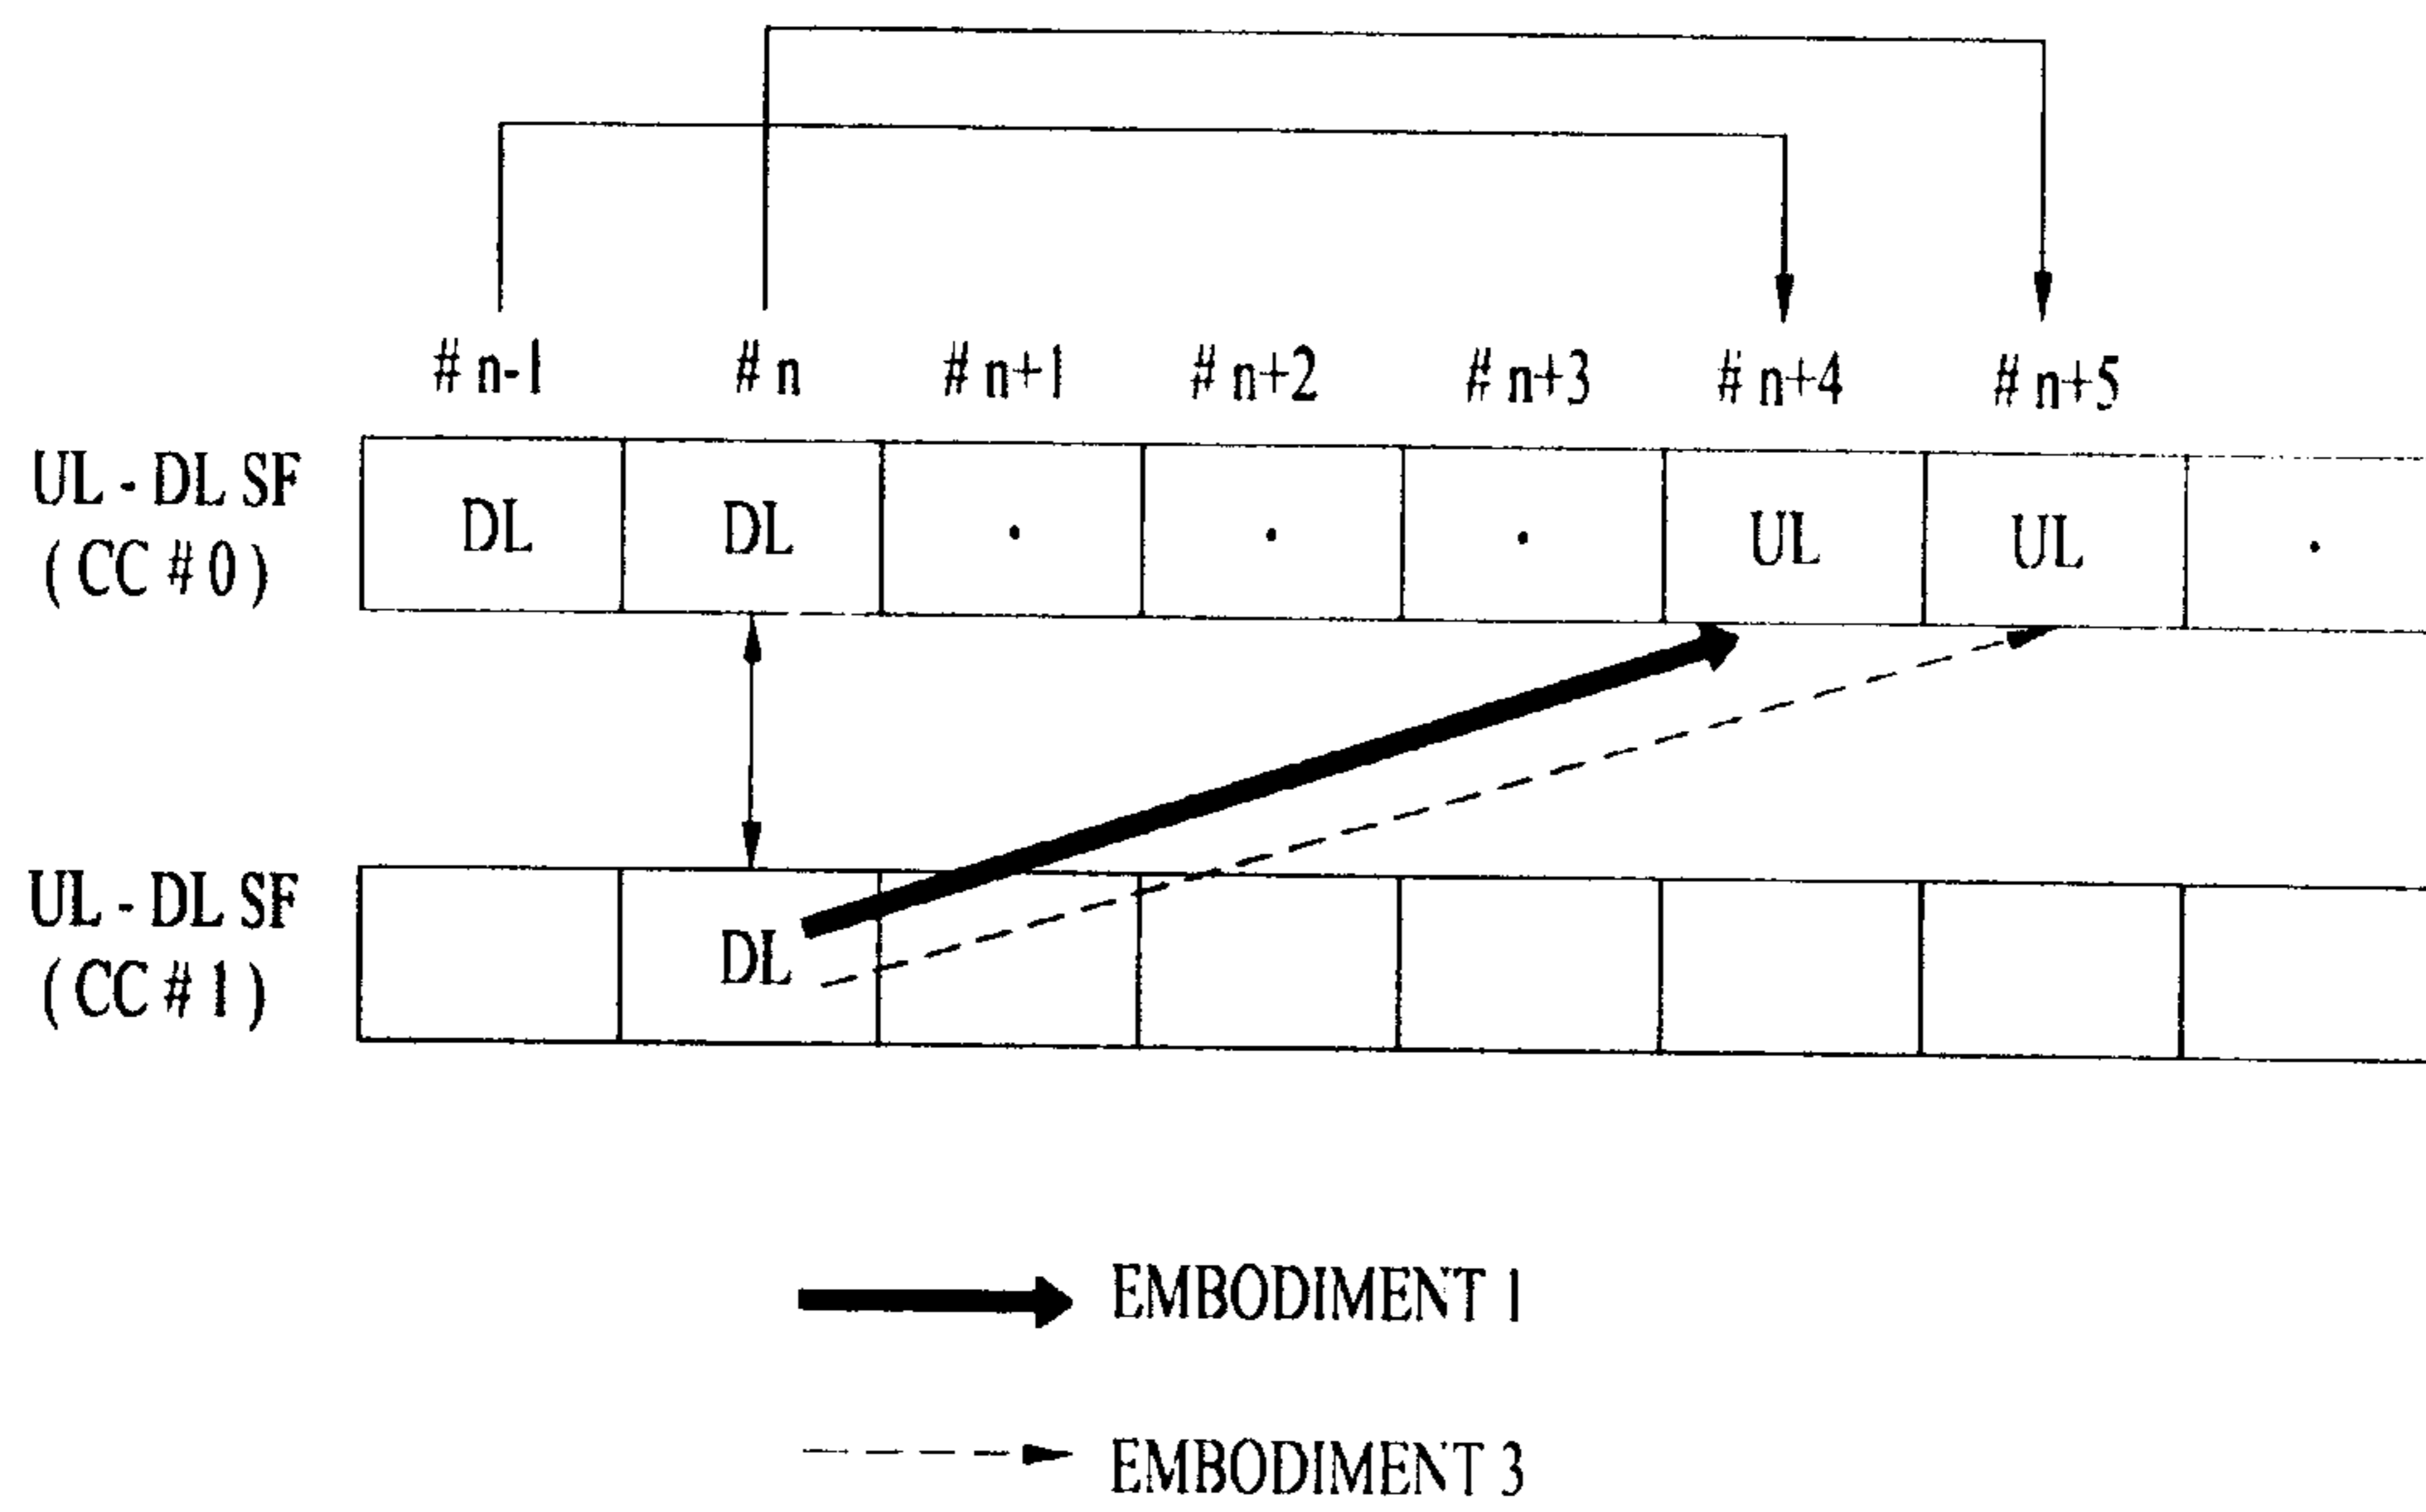 # n-1 # n # n+1 # n+2 # n+3 # n+4 # n+5
UL - DL SF
( CC # 0 )
DL DL • • • UL UL •
UL - DL SF
( CC # 1 )
DL
EMBODIMENT 1
EMBODIMENT 3